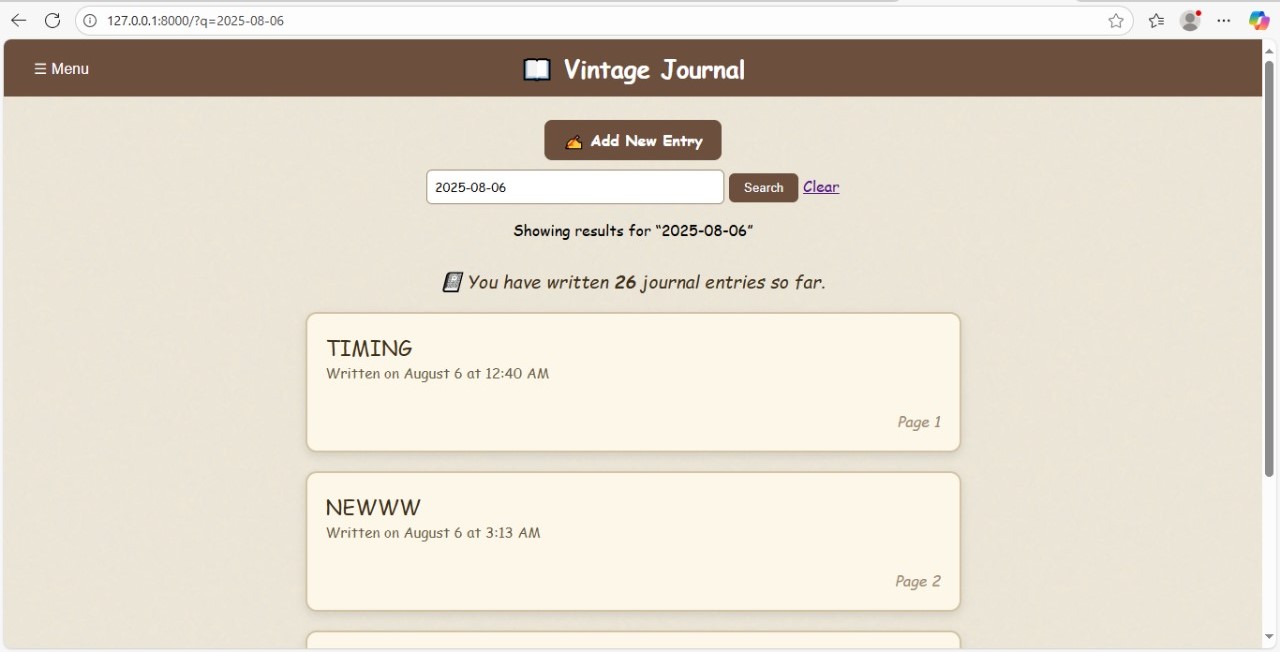 127.0.0.1:8000/?q=2025-08-06
☰ Menu
Vintage Journal
Add New Entry
2025-08-06
Search
Clear
Showing results for “2025-08-06”
You have written 26 journal entries so far.
TIMING
Written on August 6 at 12:40 AM
Page 1
NEWWW
Written on August 6 at 3:13 AM
Page 2